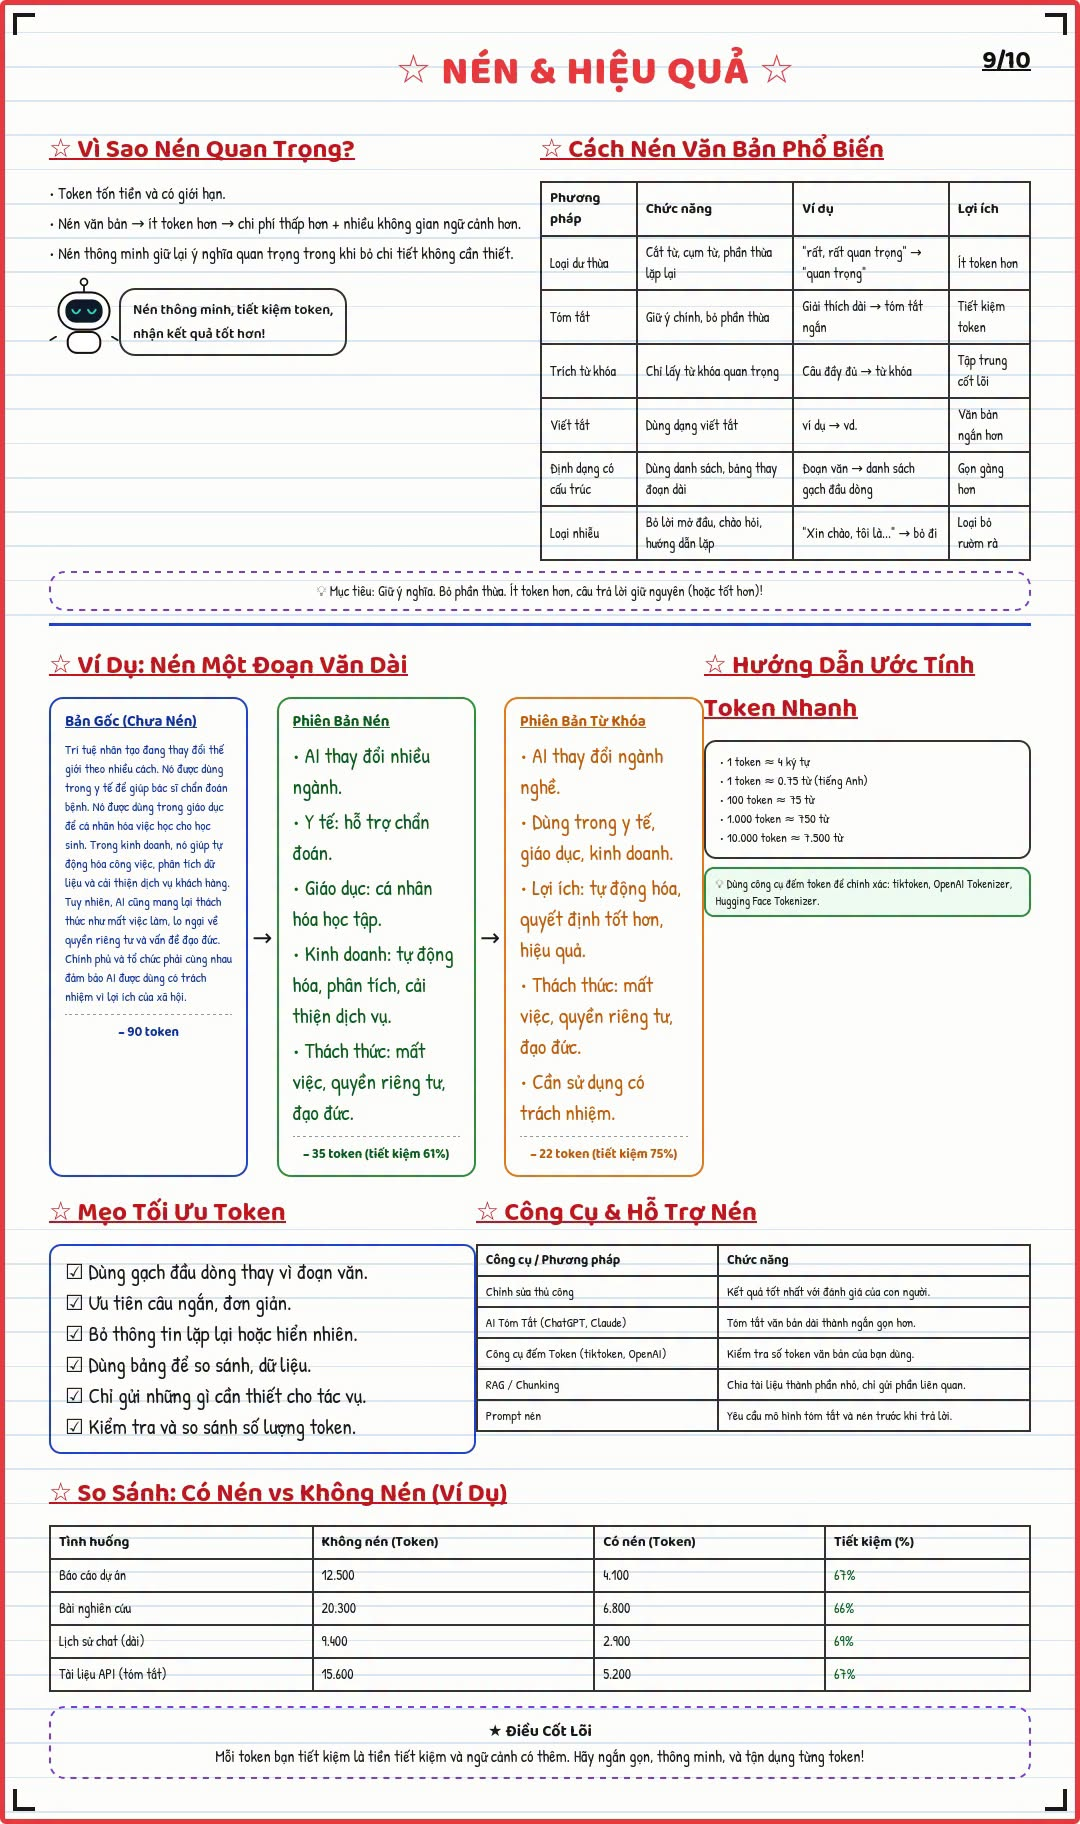 ☆ NÉN & HIỆU QUẢ ☆
9/10
☆ Vì Sao Nén Quan Trọng?
• Token tốn tiền và có giới hạn.
• Nén văn bản → ít token hơn → chi phí thấp hơn + nhiều không gian ngữ cảnh hơn.
• Nén thông minh giữ lại ý nghĩa quan trọng trong khi bỏ chi tiết không cần thiết.
Nén thông minh, tiết kiệm token,
nhận kết quả tốt hơn!
☆ Cách Nén Văn Bản Phổ Biến
Phương pháp | Chức năng | Ví dụ | Lợi ích
Loại dư thừa | Cắt từ, cụm từ, phần thừa lặp lại | "rất, rất quan trọng" → "quan trọng" | Ít token hơn
Tóm tắt | Giữ ý chính, bỏ phần thừa | Giải thích dài → tóm tắt ngắn | Tiết kiệm token
Trích từ khóa | Chỉ lấy từ khóa quan trọng | Câu đầy đủ → từ khóa | Tập trung cốt lõi
Viết tắt | Dùng dạng viết tắt | ví dụ → vd. | Văn bản ngắn hơn
Định dạng có cấu trúc | Dùng danh sách, bảng thay đoạn dài | Đoạn văn → danh sách gạch đầu dòng | Gọn gàng hơn
Loại nhiễu | Bỏ lời mở đầu, chào hỏi, hướng dẫn lặp | "Xin chào, tôi là..." → bỏ đi | Loại bỏ rườm rà
💡 Mục tiêu: Giữ ý nghĩa. Bỏ phần thừa. Ít token hơn, câu trả lời giữ nguyên (hoặc tốt hơn)!
☆ Ví Dụ: Nén Một Đoạn Văn Dài
Bản Gốc (Chưa Nén)
Trí tuệ nhân tạo đang thay đổi thế
giới theo nhiều cách. Nó được dùng
trong y tế để giúp bác sĩ chẩn đoán
bệnh. Nó được dùng trong giáo dục
để cá nhân hóa việc học cho học
sinh. Trong kinh doanh, nó giúp tự
động hóa công việc, phân tích dữ
liệu và cải thiện dịch vụ khách hàng.
Tuy nhiên, AI cũng mang lại thách
thức như mất việc làm, lo ngại về
quyền riêng tư và vấn đề đạo đức.
Chính phủ và tổ chức phải cùng nhau
đảm bảo AI được dùng có trách
nhiệm vì lợi ích của xã hội.
~ 90 token
→
Phiên Bản Nén
• AI thay đổi nhiều
ngành.
• Y tế: hỗ trợ chẩn
đoán.
• Giáo dục: cá nhân
hóa học tập.
• Kinh doanh: tự động
hóa, phân tích, cải
thiện dịch vụ.
• Thách thức: mất
việc, quyền riêng tư,
đạo đức.
~ 35 token (tiết kiệm 61%)
→
Phiên Bản Từ Khóa
• AI thay đổi ngành
nghề.
• Dùng trong y tế,
giáo dục, kinh doanh.
• Lợi ích: tự động hóa,
quyết định tốt hơn,
hiệu quả.
• Thách thức: mất
việc, quyền riêng tư,
đạo đức.
• Cần sử dụng có
trách nhiệm.
~ 22 token (tiết kiệm 75%)
☆ Hướng Dẫn Ước Tính
Token Nhanh
• 1 token ≈ 4 ký tự
• 1 token ≈ 0.75 từ (tiếng Anh)
• 100 token ≈ 75 từ
• 1.000 token ≈ 750 từ
• 10.000 token ≈ 7.500 từ
💡 Dùng công cụ đếm token để chính xác: tiktoken, OpenAI Tokenizer,
Hugging Face Tokenizer.
☆ Mẹo Tối Ưu Token
☑ Dùng gạch đầu dòng thay vì đoạn văn.
☑ Ưu tiên câu ngắn, đơn giản.
☑ Bỏ thông tin lặp lại hoặc hiển nhiên.
☑ Dùng bảng để so sánh, dữ liệu.
☑ Chỉ gửi những gì cần thiết cho tác vụ.
☑ Kiểm tra và so sánh số lượng token.
☆ Công Cụ & Hỗ Trợ Nén
Công cụ / Phương pháp | Chức năng
Chỉnh sửa thủ công | Kết quả tốt nhất với đánh giá của con người.
AI Tóm Tắt (ChatGPT, Claude) | Tóm tắt văn bản dài thành ngắn gọn hơn.
Công cụ đếm Token (tiktoken, OpenAI) | Kiểm tra số token văn bản của bạn dùng.
RAG / Chunking | Chia tài liệu thành phần nhỏ, chỉ gửi phần liên quan.
Prompt nén | Yêu cầu mô hình tóm tắt và nén trước khi trả lời.
☆ So Sánh: Có Nén vs Không Nén (Ví Dụ)
Tình huống | Không nén (Token) | Có nén (Token) | Tiết kiệm (%)
Báo cáo dự án | 12.500 | 4.100 | 67%
Bài nghiên cứu | 20.300 | 6.800 | 66%
Lịch sử chat (dài) | 9.400 | 2.900 | 69%
Tài liệu API (tóm tắt) | 15.600 | 5.200 | 67%
★ Điều Cốt Lõi
Mỗi token bạn tiết kiệm là tiền tiết kiệm và ngữ cảnh có thêm. Hãy ngắn gọn, thông minh, và tận dụng từng token!